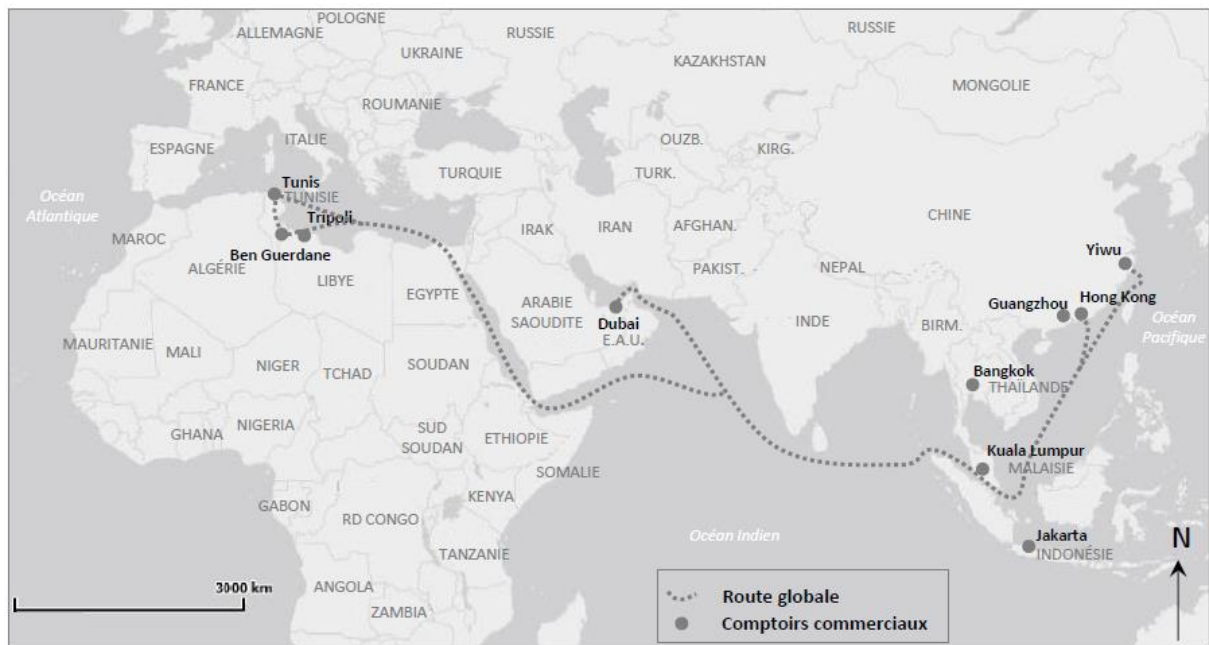 POLOGNE
ALLEMAGNE
RUSSIE
RUSSIE
UKRAINE
KAZAKHSTAN
FRANCE
MONGOLIE
ROUMANIE
ITALIE
OUZB.
KIRG.
ESPAGNE
TURQUIE
TURK.
Tunis
TUNISIE
Océan
Atlantique
Tripoli
CHINE
IRAK
IRAN
AFGHAN.
MAROC
Ben Guerdane
Yiwu
ALGÉRIE
LIBYE
EGYPTE
PAKIST.
NEPAL
ARABIE
SAOUDITE
Guangzhou
Hong Kong
Océan
Pacifique
Dubai
E.A.U.
INDE
BIRM.
MAURITANIE
MALI
NIGER
TCHAD
SOUDAN
Bangkok
THAÏLANDE
NIGERIA
GHANA
SUD
SOUDAN
ETHIOPIE
SOMALIE
Kuala Lumpur
MALAISIE
GABON
KENYA
RD CONGO
Océan Indien
Jakarta
INDONÉSIE
TANZANIE
N
3000 km
ANGOLA
ZAMBIA
Route globale
Comptoirs commerciaux